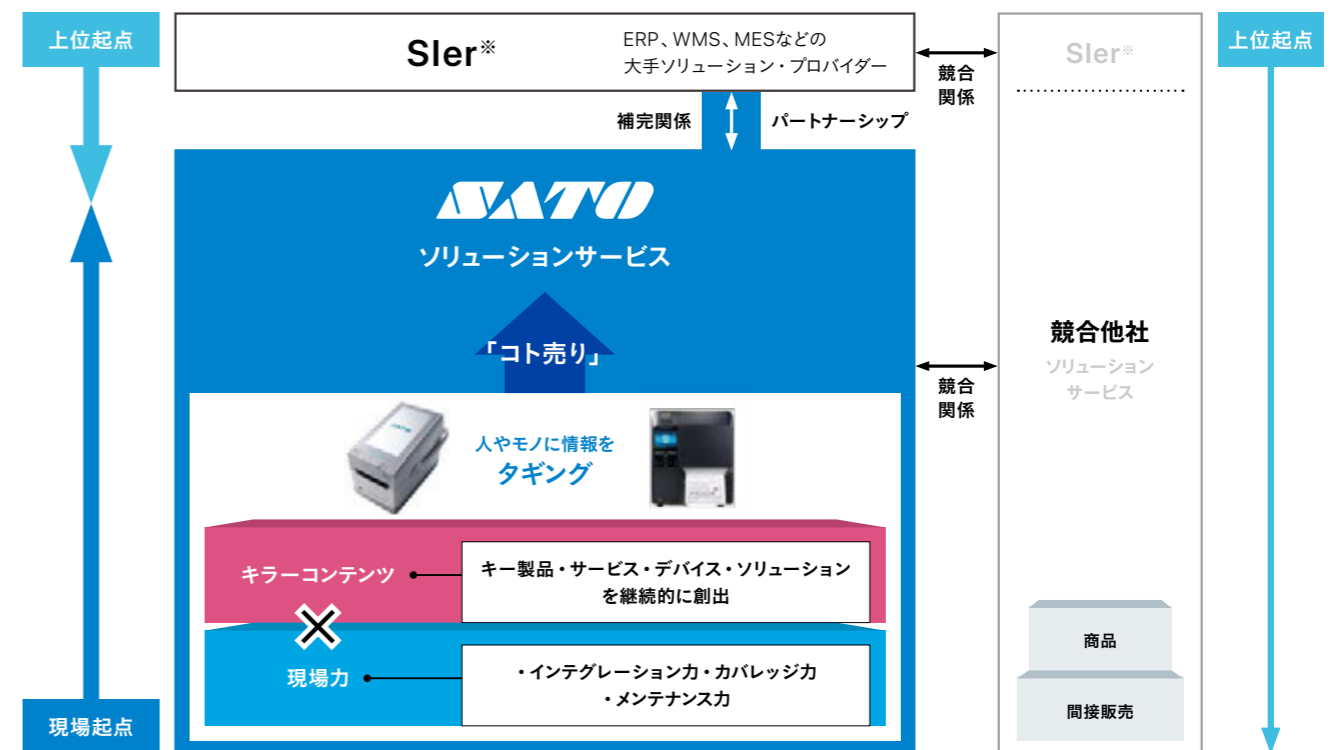 上位起点
SIer※
ERP、WMS、MESなどの
大手ソリューション・プロバイダー
競合
関係
SIer※
上位起点
補完関係
パートナーシップ
SATO
ソリューションサービス
「コト売り」
競合
関係
競合他社
ソリューション
サービス
人やモノに情報を
タギング
SATO
キラーコンテンツ
キー製品・サービス・デバイス・ソリューション
を継続的に創出
現場力
・インテグレーション力・カバレッジ力
・メンテナンス力
商品
間接販売
現場起点